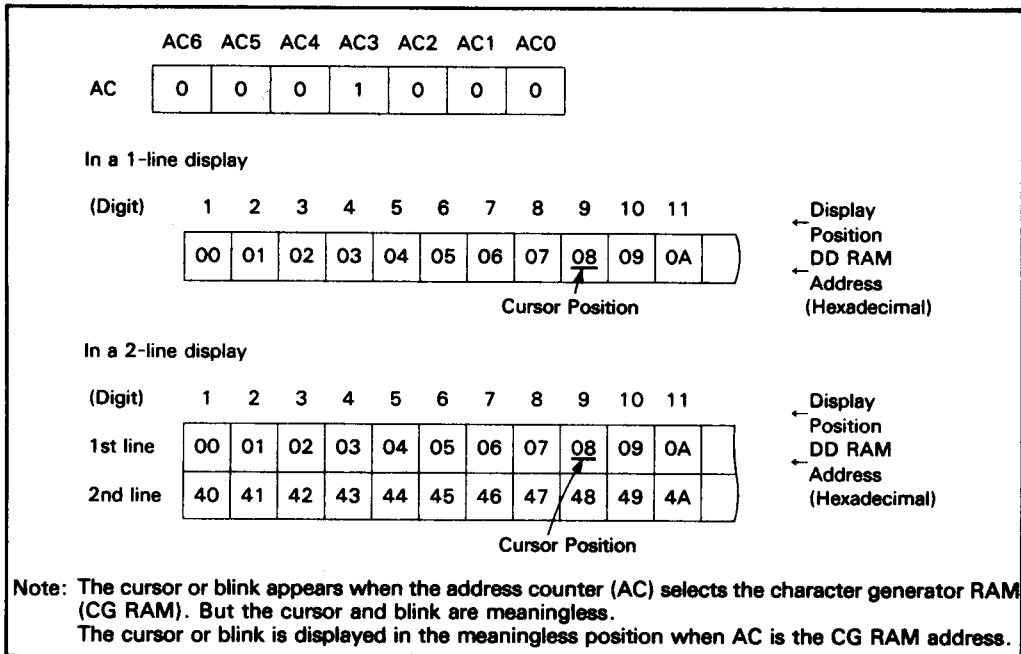 AC6 AC5 AC4 AC3 AC2 AC1 AC0
AC 0 0 0 1 0 0 0
In a 1-line display
(Digit) 1 2 3 4 5 6 7 8 9 10 11
←Display
Position
00 01 02 03 04 05 06 07 08 09 0A
DD RAM
←Address
(Hexadecimal)
Cursor Position
In a 2-line display
(Digit) 1 2 3 4 5 6 7 8 9 10 11
←Display
Position
1st line 00 01 02 03 04 05 06 07 08 09 0A
DD RAM
←Address
(Hexadecimal)
2nd line 40 41 42 43 44 45 46 47 48 49 4A
Cursor Position
Note: The cursor or blink appears when the address counter (AC) selects the character generator RAM
(CG RAM). But the cursor and blink are meaningless.
The cursor or blink is displayed in the meaningless position when AC is the CG RAM address.